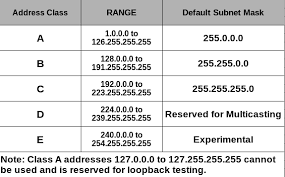 Address Class RANGE Default Subnet Mask
A 1.0.0.0 to 255.0.0.0
126.255.255.255
B 128.0.0.0 to 255.255.0.0
191.255.255.255
C 192.0.0.0 to 255.255.255.0
223.255.255.255
D 224.0.0.0 to Reserved for Multicasting
239.255.255.255
E 240.0.0.0 to Experimental
254.255.255.255
Note: Class A addresses 127.0.0.0 to 127.255.255.255 cannot
be used and is reserved for loopback testing.